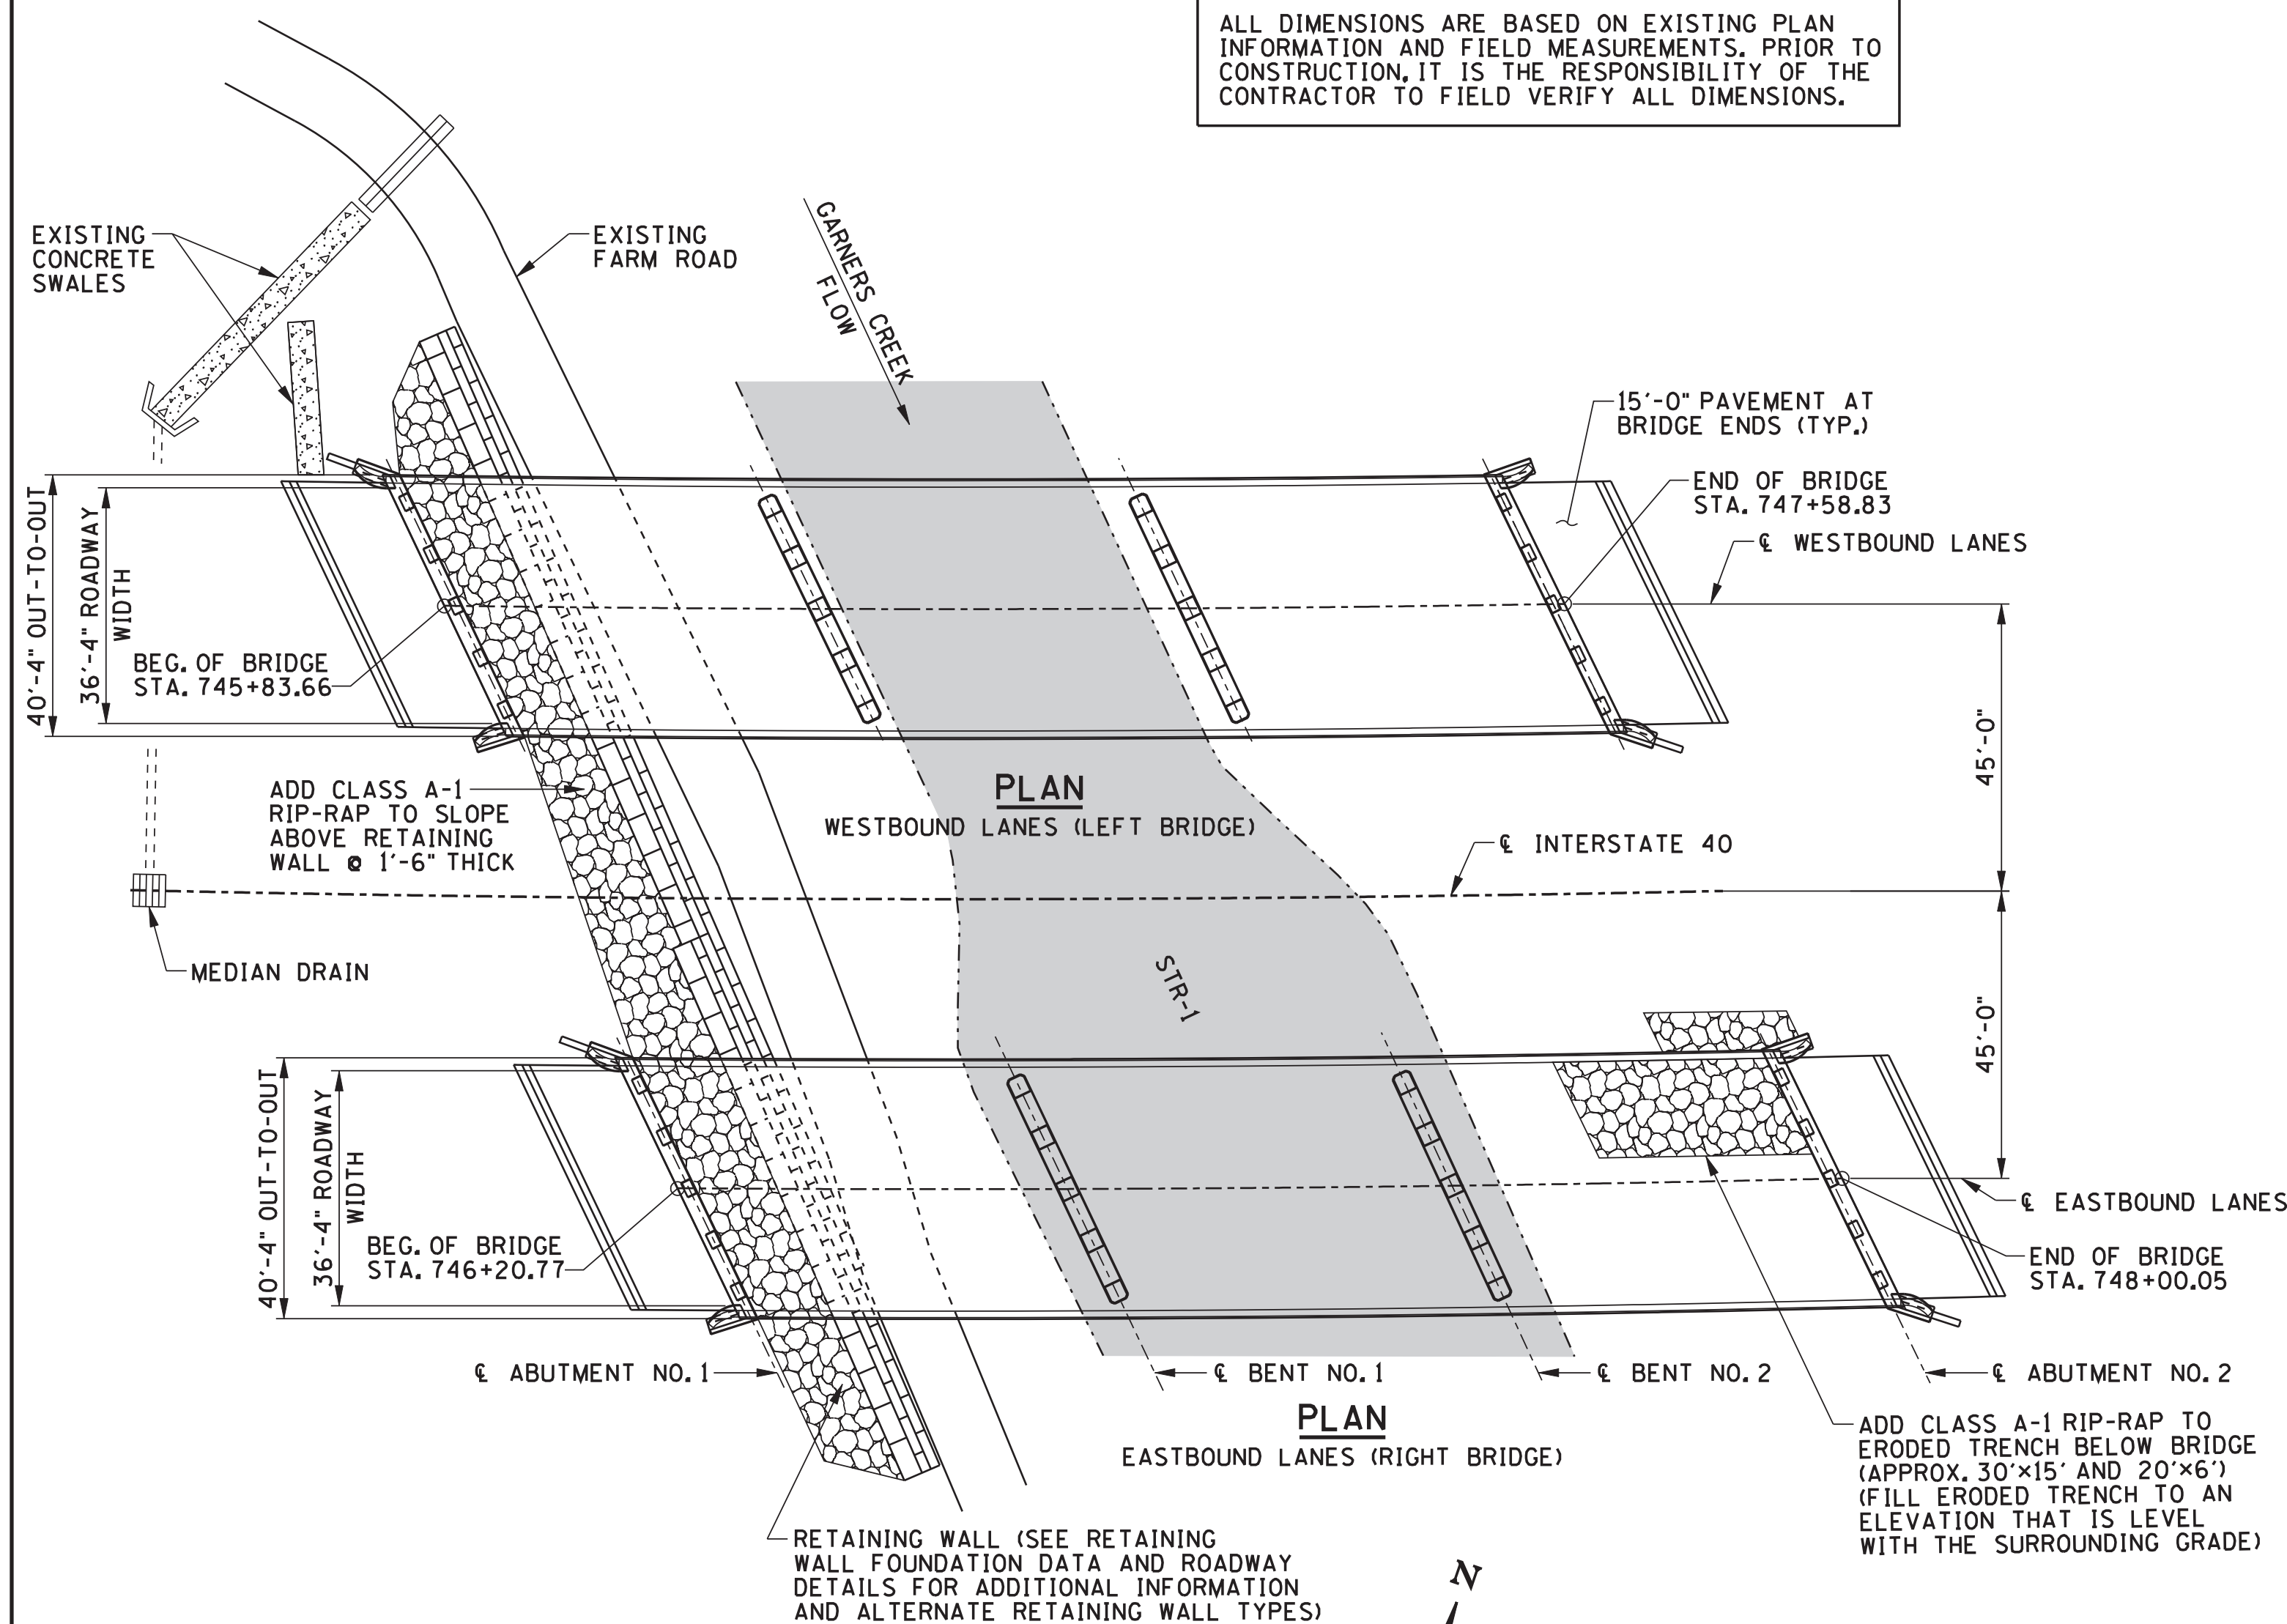 ALL DIMENSIONS ARE BASED ON EXISTING PLAN
INFORMATION AND FIELD MEASUREMENTS. PRIOR TO
CONSTRUCTION, IT IS THE RESPONSIBILITY OF THE
CONTRACTOR TO FIELD VERIFY ALL DIMENSIONS.
EXISTING
CONCRETE
SWALES
EXISTING
FARM ROAD
GARNERS CREEK
FLOW
15'-0" PAVEMENT AT
BRIDGE ENDS (TYP.)
END OF BRIDGE
STA. 747+58.83
℄ WESTBOUND LANES
40'-4" OUT-TO-OUT
36'-4" ROADWAY
WIDTH
BEG. OF BRIDGE
STA. 745+83.66
45'-0"
ADD CLASS A-1
RIP-RAP TO SLOPE
ABOVE RETAINING
WALL @ 1'-6" THICK
PLAN
WESTBOUND LANES (LEFT BRIDGE)
℄ INTERSTATE 40
MEDIAN DRAIN
STR-1
45'-0"
40'-4" OUT-TO-OUT
36'-4" ROADWAY
WIDTH
BEG. OF BRIDGE
STA. 746+20.77
℄ EASTBOUND LANES
END OF BRIDGE
STA. 748+00.05
℄ ABUTMENT NO. 1
℄ BENT NO. 1
℄ BENT NO. 2
℄ ABUTMENT NO. 2
PLAN
EASTBOUND LANES (RIGHT BRIDGE)
ADD CLASS A-1 RIP-RAP TO
ERODED TRENCH BELOW BRIDGE
(APPROX. 30'×15' AND 20'×6')
(FILL ERODED TRENCH TO AN
ELEVATION THAT IS LEVEL
WITH THE SURROUNDING GRADE)
RETAINING WALL (SEE RETAINING
WALL FOUNDATION DATA AND ROADWAY
DETAILS FOR ADDITIONAL INFORMATION
AND ALTERNATE RETAINING WALL TYPES)
N